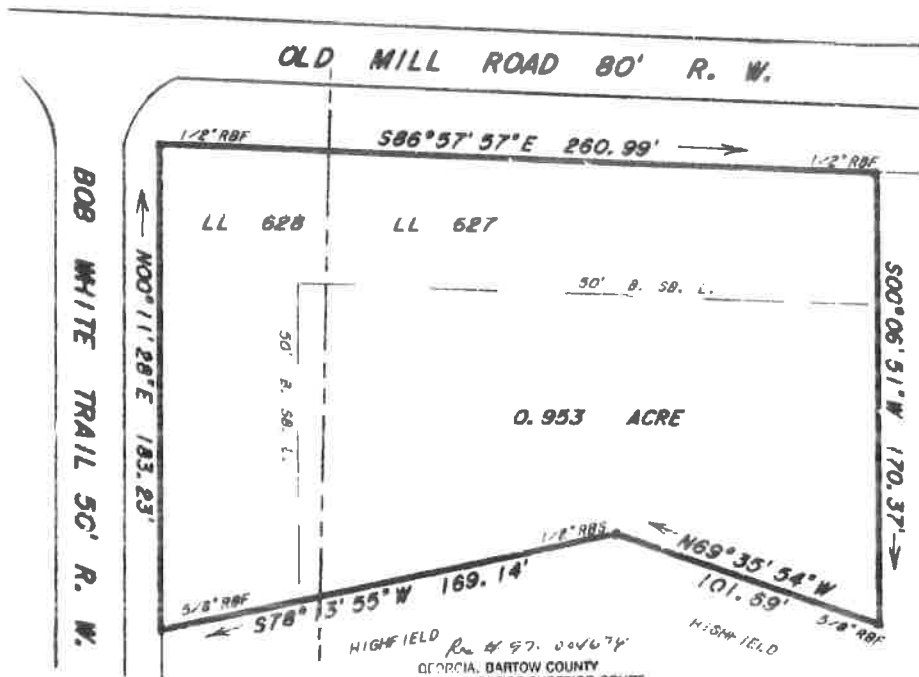 OLD MILL ROAD 80' R. W.
1/2" RBF
S86°57'57"E 260.99'
1/2" RBF
BOB WHITE TRAIL 50' R. W.
N00°11'28"E 183.23'
LL 628
LL 627
50' B. SB. L.
50' B. SB. L.
S00°06'51"W 170.37'
0.953 ACRE
1/2" RBS
N69°35'54"W
101.69'
5/8" RBF
S78° 13'55"W 169.14'
5/8" RBF
HIGHFIELD
HIGHFIELD
GEORGIA, BARTOW COUNTY